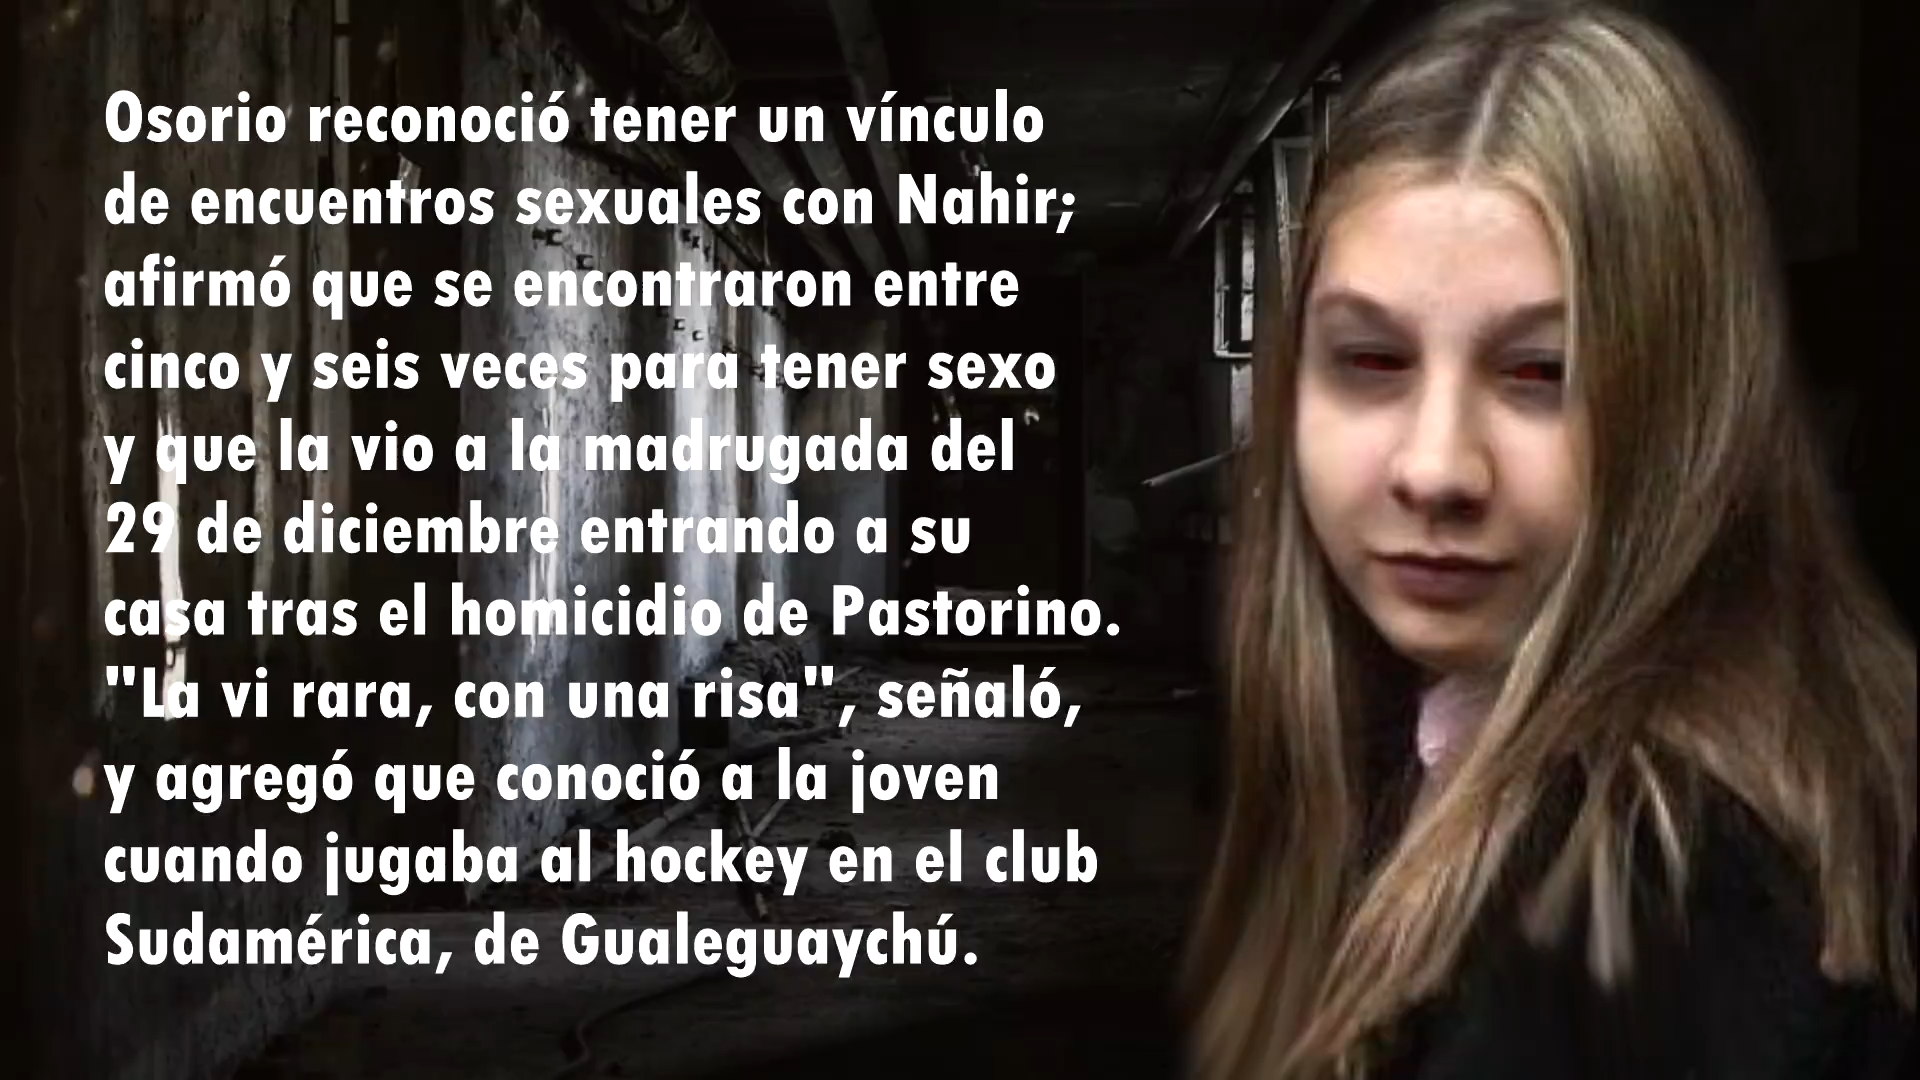 Osorio reconoció tener un vínculo
de encuentros sexuales con Nahir;
afirmó que se encontraron entre
cinco y seis veces para tener sexo
y que la vio a la madrugada del
29 de diciembre entrando a su
casa tras el homicidio de Pastorino.
"La vi rara, con una risa", señaló,
y agregó que conoció a la joven
cuando jugaba al hockey en el club
Sudamérica, de Gualeguaychú.